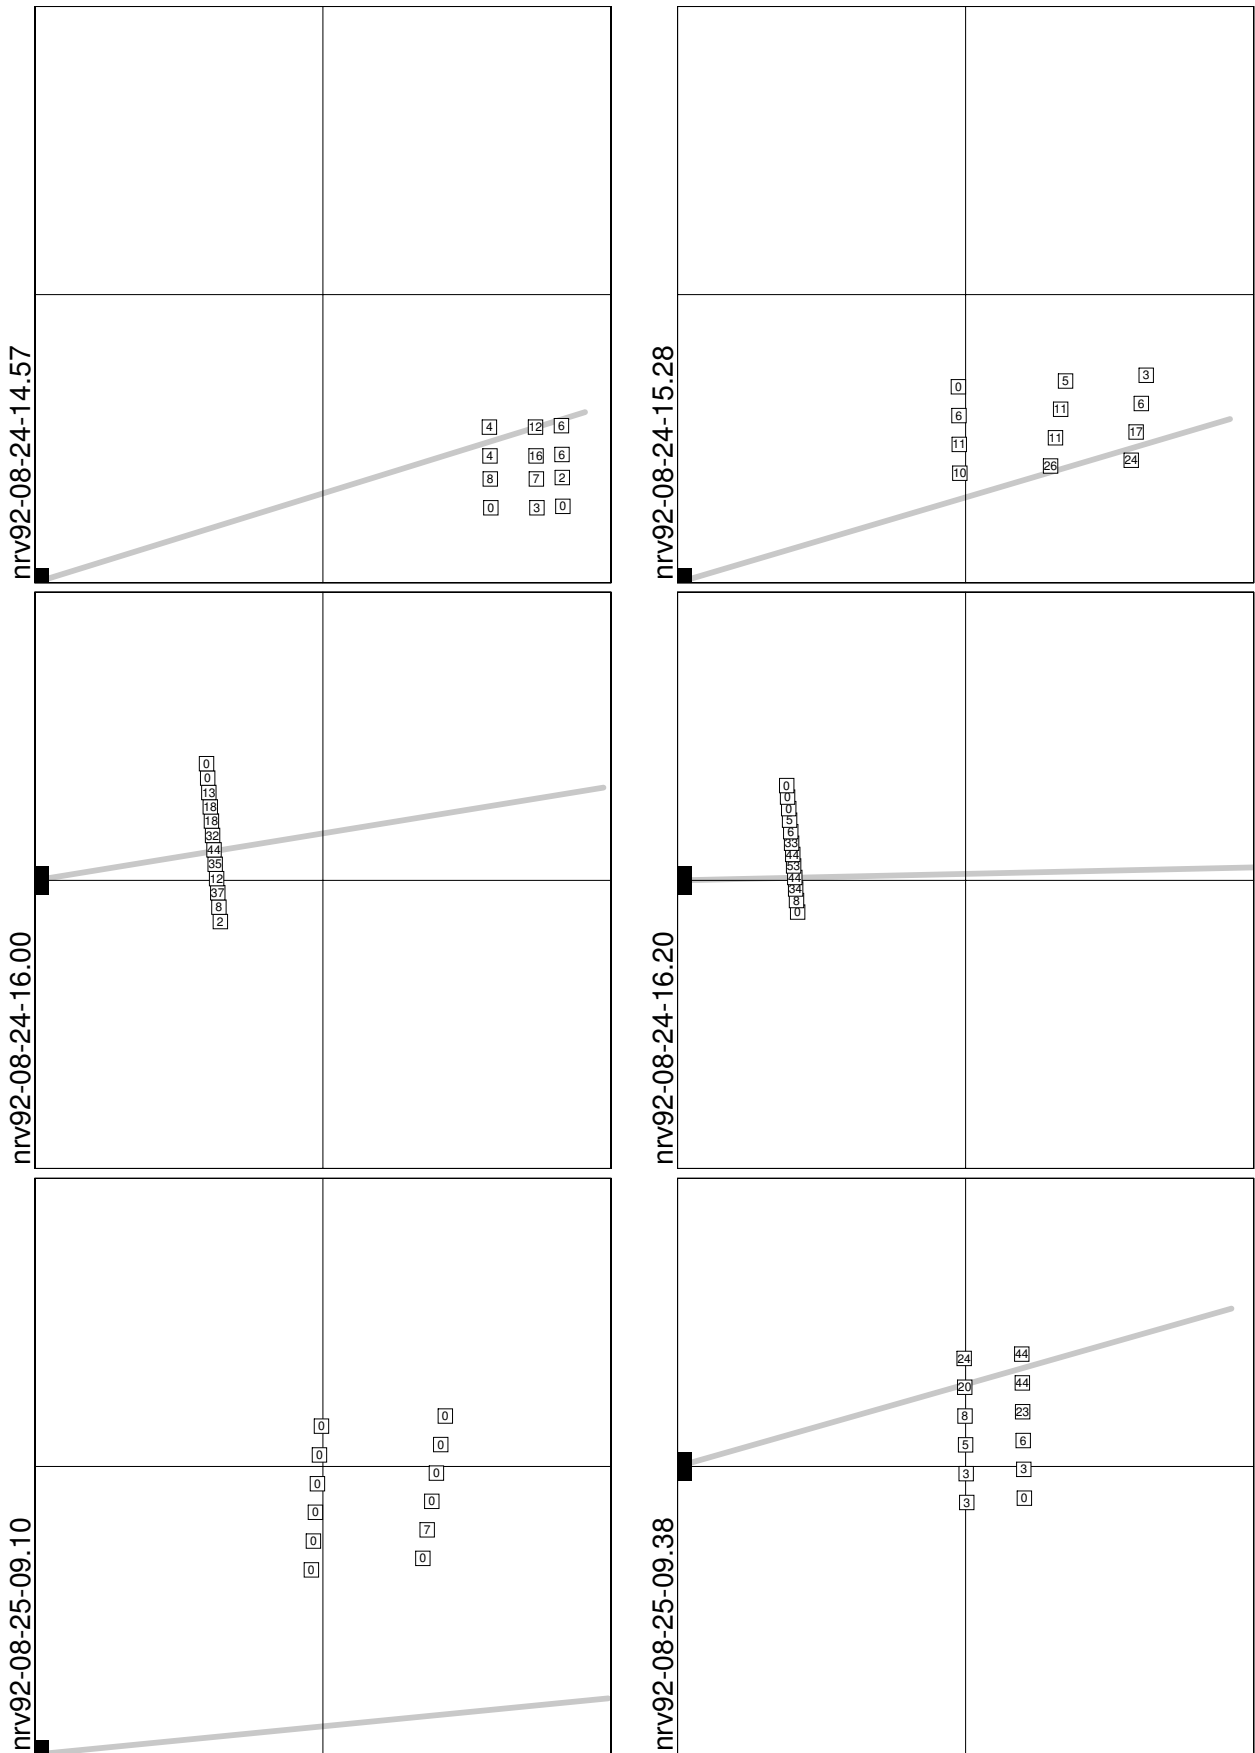 nrv92-08-24-14.57
4 12 6
4 16 6
8 7 2
0 3 0
nrv92-08-24-15.28
0 5 3
6 11 6
11 11 17
10 26 24
nrv92-08-24-16.00
0
0
13
18
18
32
44
35
12
37
8
2
nrv92-08-24-16.20
0
0
0
5
6
33
44
53
44
34
8
0
nrv92-08-25-09.10
0 0
0 0
0 0
0 0
0 7
0 0
nrv92-08-25-09.38
24 44
20 44
8 23
5 6
3 3
3 0